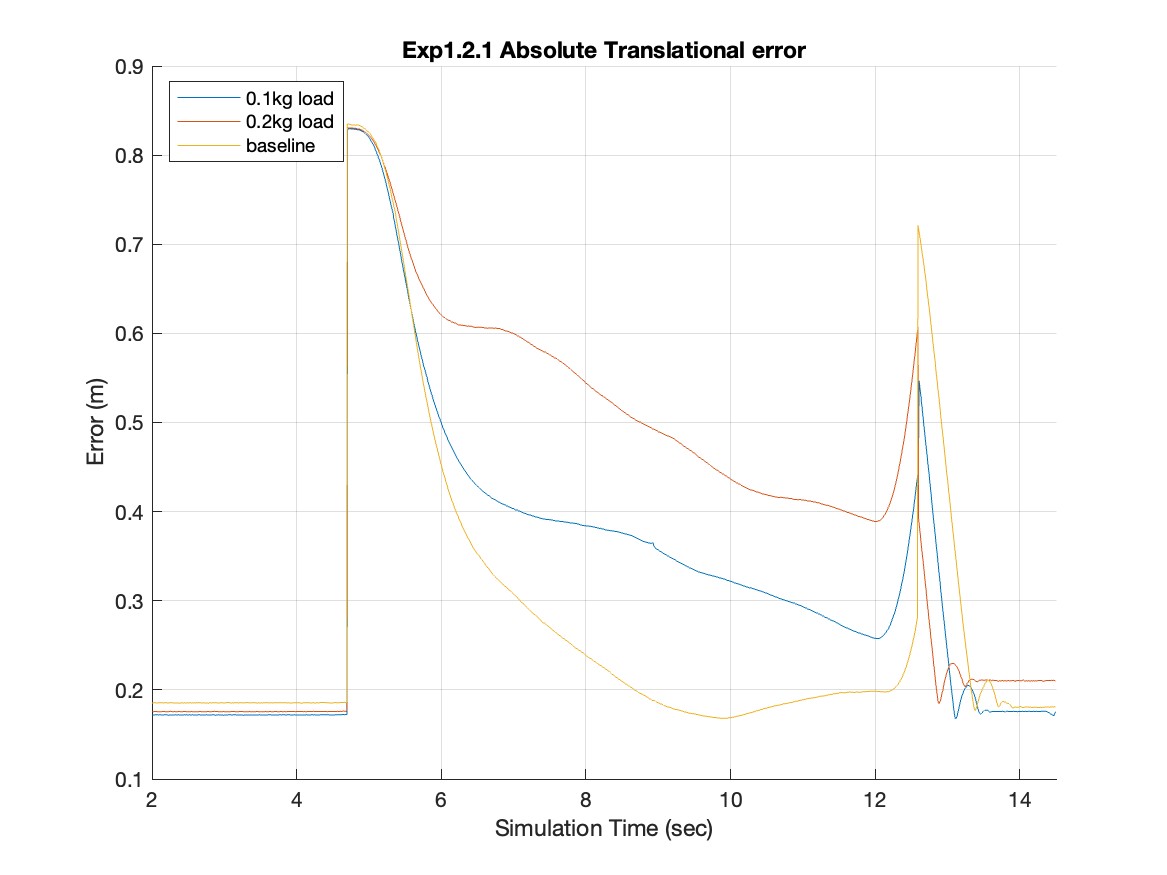 Exp1.2.1 Absolute Translational error
0.9
0.8
0.7
0.6
0.5
0.4
0.3
0.2
0.1
0.1kg load
0.2kg load
baseline
Error (m)
2 4 6 8 10 12 14
Simulation Time (sec)